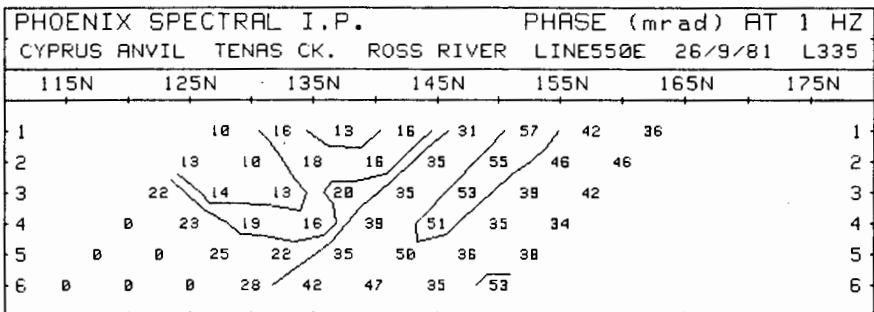 PHOENIX SPECTRAL I.P. PHASE (mrad) AT 1 HZ
CYPRUS ANVIL TENAS CK. ROSS RIVER LINE550E 26/9/81 L335
115N 125N 135N 145N 155N 165N 175N
1 10 16 13 16 31 57 42 36 1
2 13 10 18 16 35 55 46 46 2
3 22 14 13 20 35 53 39 42 3
4 0 23 19 16 39 51 35 34 4
5 0 0 25 22 35 50 36 38 5
6 0 0 0 28 42 47 35 53 6